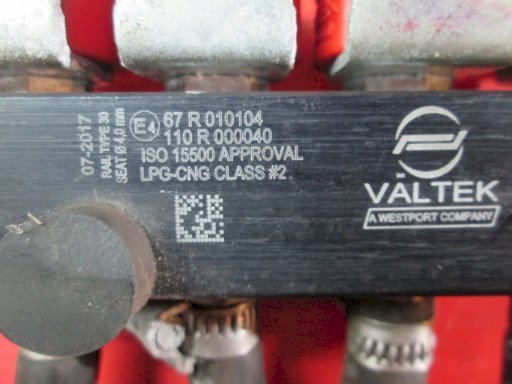 07-2017
RAIL TYPE 30
SEAT Ø 4,0 mm
E4
67 R 010104
110 R 000040
ISO 15500 APPROVAL
LPG-CNG CLASS #2
VALTEK
A WESTPORT COMPANY